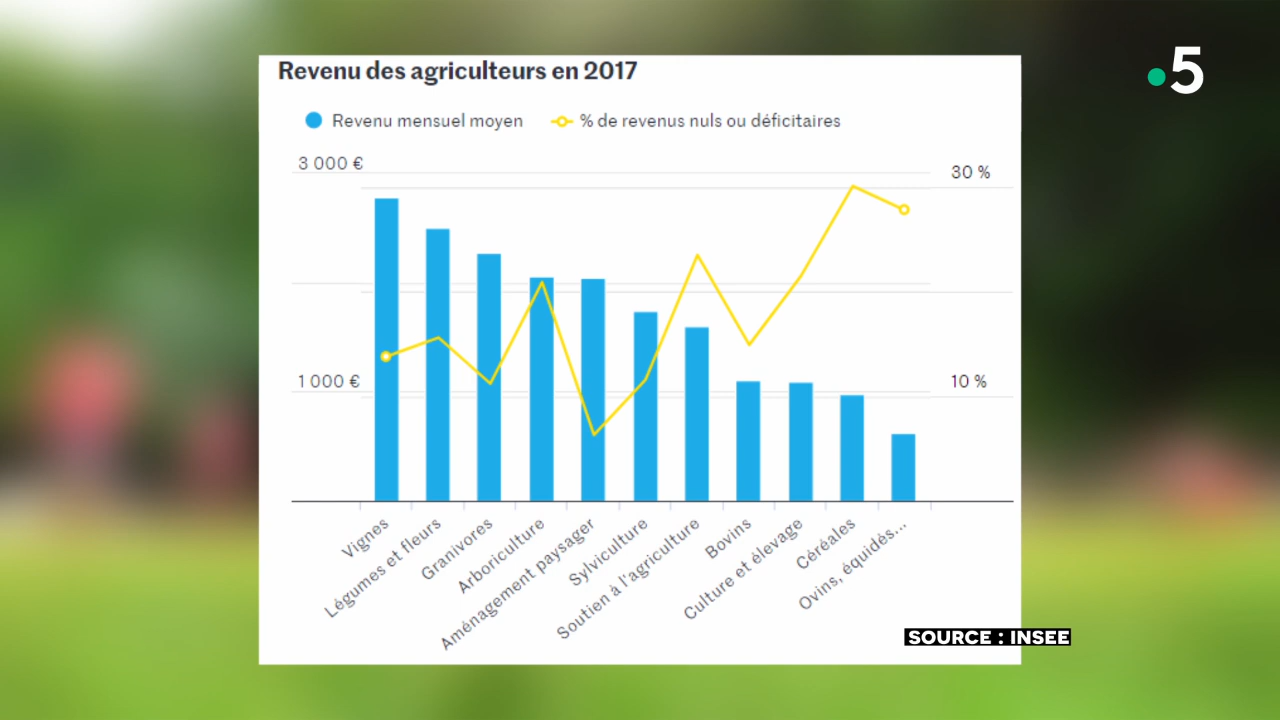 5
Revenu des agriculteurs en 2017
Revenu mensuel moyen
% de revenus nuls ou déficitaires
3 000 €
30 %
1 000 €
10 %
Vignes
Légumes et fleurs
Granivores
Arboriculture
Aménagement paysager
Sylviculture
Soutien à l'agriculture
Bovins
Culture et élevage
Céréales
Ovins, équidés...
SOURCE : INSEE